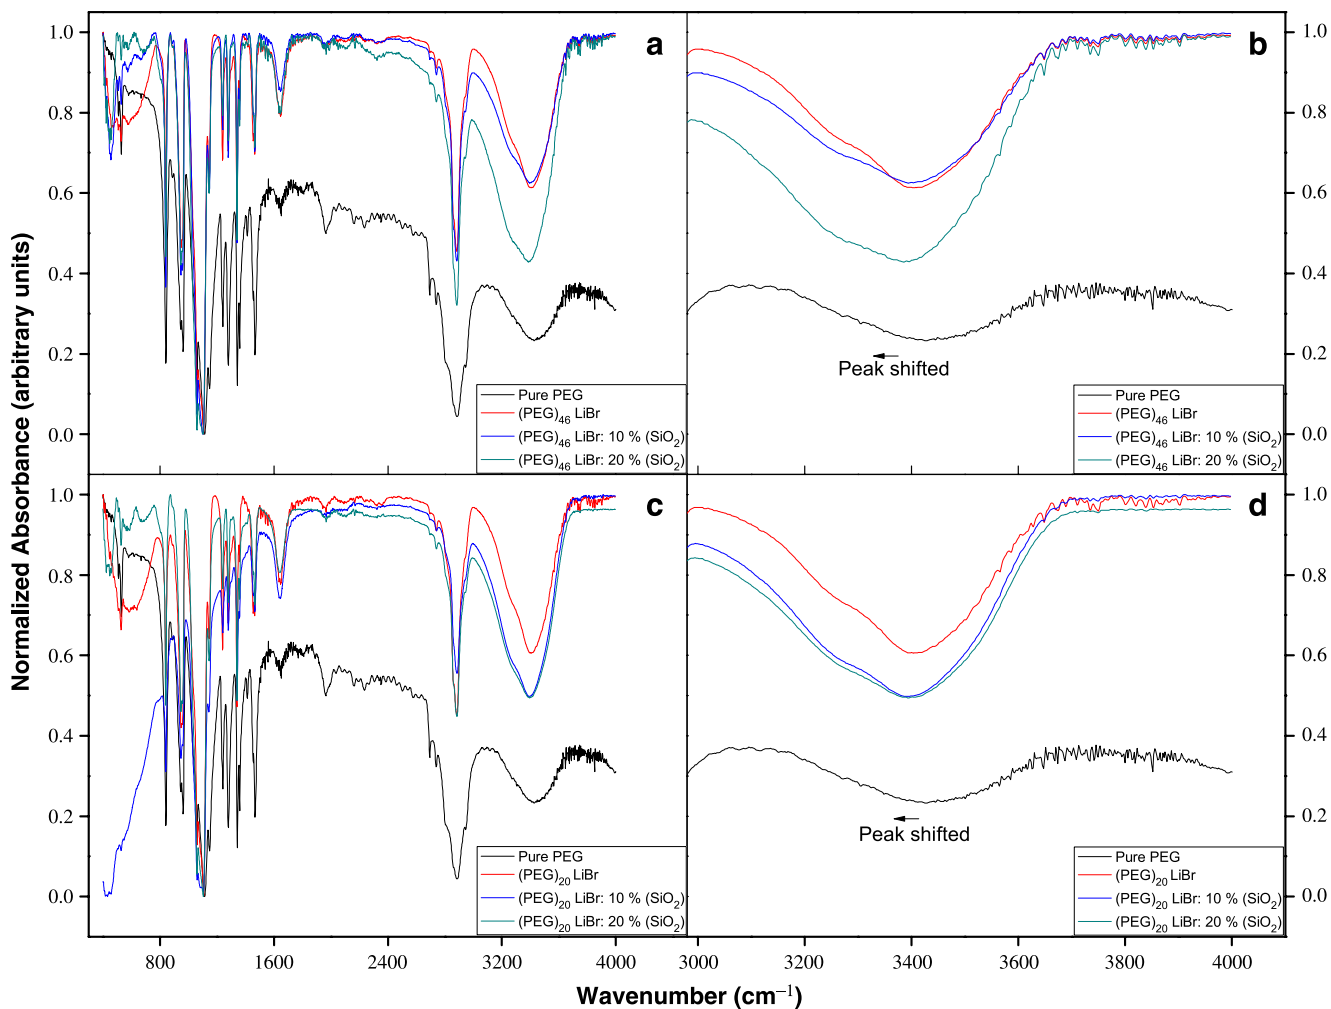 a
b
1.0
0.8
0.6
0.4
0.2
0.0
1.0
0.8
0.6
0.4
0.2
0.0
Peak shifted
Pure PEG
(PEG)46 LiBr
(PEG)46 LiBr: 10 % (SiO2)
(PEG)46 LiBr: 20 % (SiO2)
Pure PEG
(PEG)46 LiBr
(PEG)46 LiBr: 10 % (SiO2)
(PEG)46 LiBr: 20 % (SiO2)
Normalized Absorbance (arbitrary units)
c
d
1.0
0.8
0.6
0.4
0.2
0.0
1.0
0.8
0.6
0.4
0.2
0.0
Peak shifted
Pure PEG
(PEG)20 LiBr
(PEG)20 LiBr: 10 % (SiO2)
(PEG)20 LiBr: 20 % (SiO2)
Pure PEG
(PEG)20 LiBr
(PEG)20 LiBr: 10 % (SiO2)
(PEG)20 LiBr: 20 % (SiO2)
800 1600 2400 3200 4000
3000 3200 3400 3600 3800 4000
Wavenumber (cm−1)